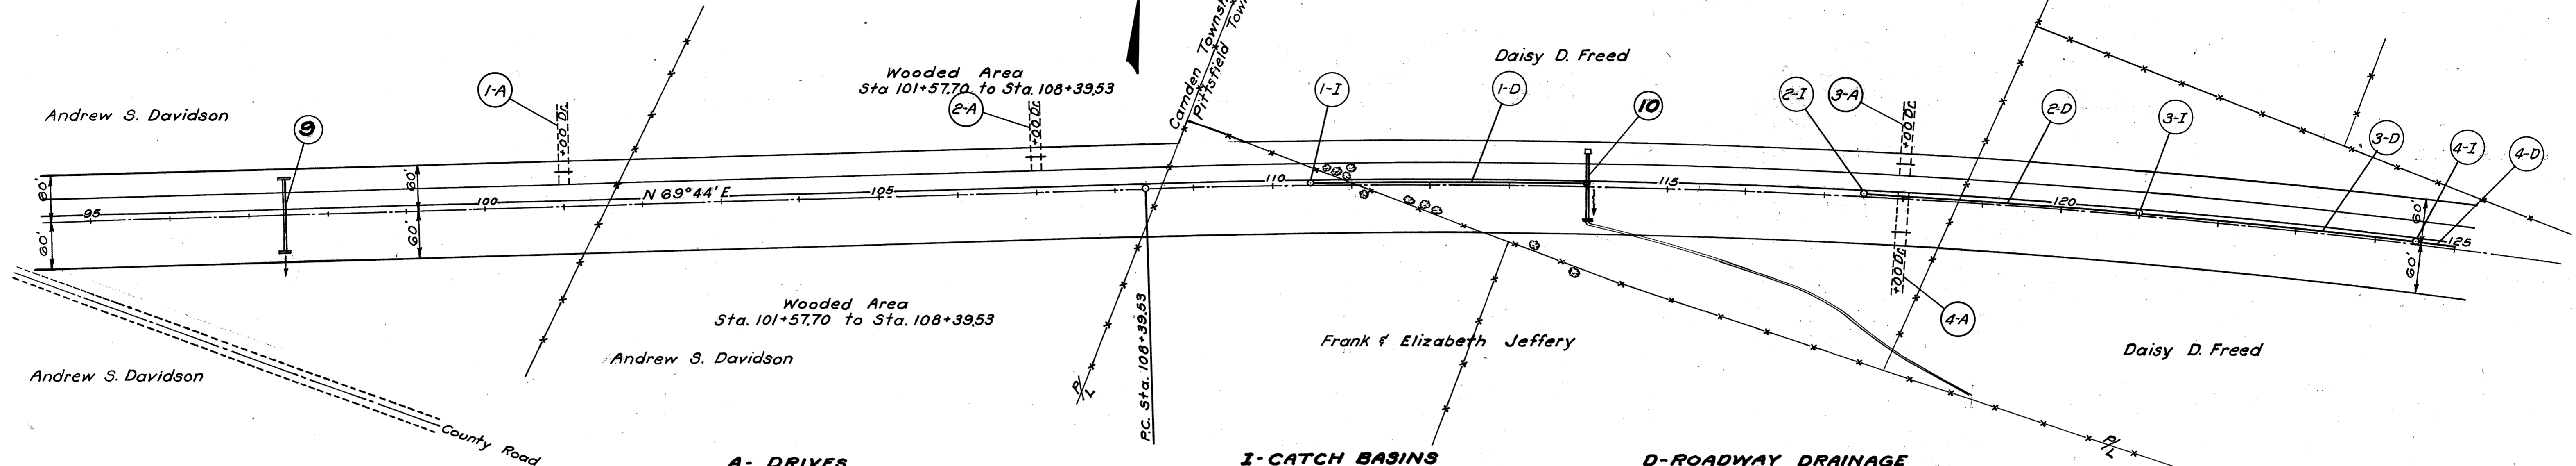 Camden Townsh
Pittsfield Tow
Daisy D. Freed
Wooded Area
Sta 101+57.70 to Sta. 108+39.53
Andrew S. Davidson
9
1-A
+00 Dr.
2-A
+00 Dr.
1-I
1-D
10
2-I
3-A
+00 Dr.
2-D
3-I
3-D
4-I
4-D
60'
60'
60'
60'
60'
60'
95
100
N 69°44' E.
105
110
115
120
125
+00 Dr.
4-A
P.C. Sta. 108+39.53
Wooded Area
Sta. 101+57.70 to Sta. 108+39.53
Andrew S. Davidson
Andrew S. Davidson
Frank & Elizabeth Jeffery
Daisy D. Freed
P/L
P/L
County Road
A- DRIVES
I- CATCH BASINS
D-ROADWAY DRAINAGE